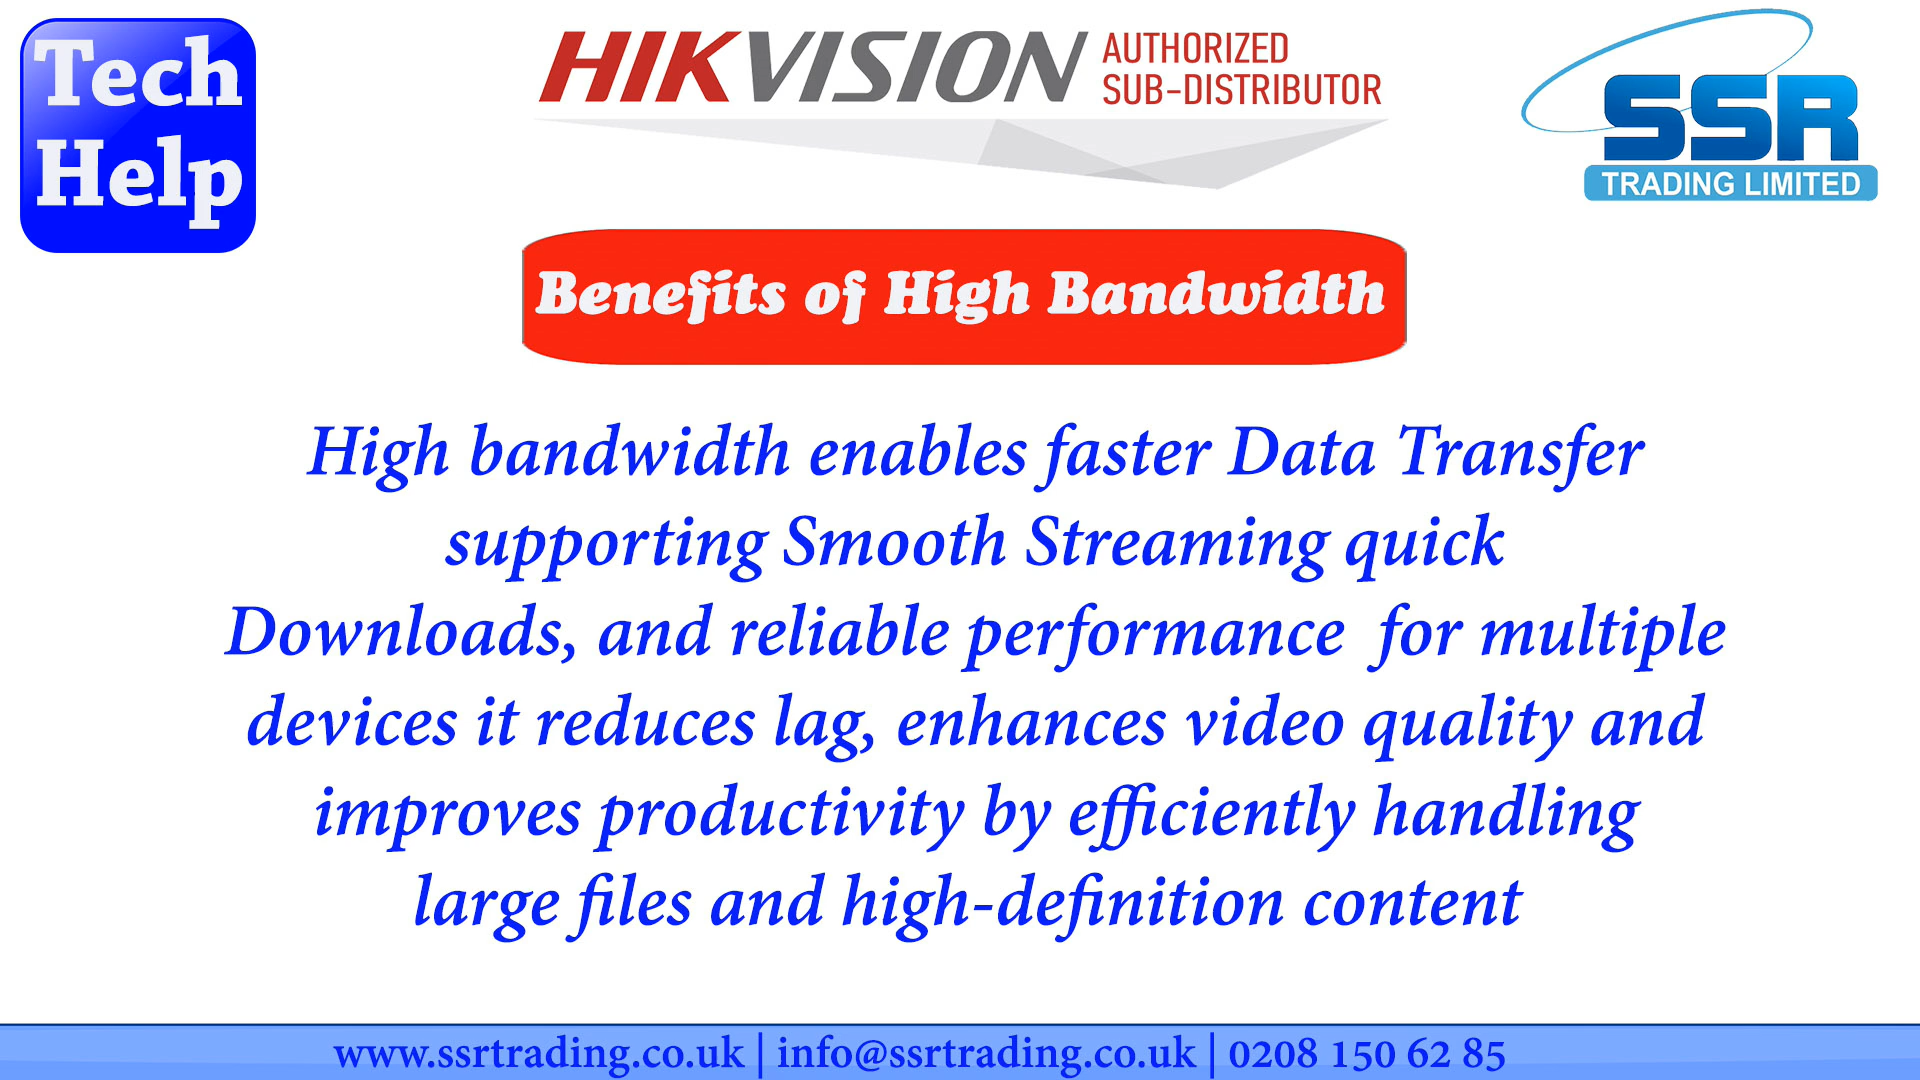 Tech
Help
HIKVISION
AUTHORIZED
SUB-DISTRIBUTOR
SSR
TRADING LIMITED
Benefits of High Bandwidth
High bandwidth enables faster Data Transfer
supporting Smooth Streaming quick
Downloads, and reliable performance for multiple
devices it reduces lag, enhances video quality and
improves productivity by efficiently handling
large files and high-definition content
www.ssrtrading.co.uk | info@ssrtrading.co.uk | 0208 150 62 85